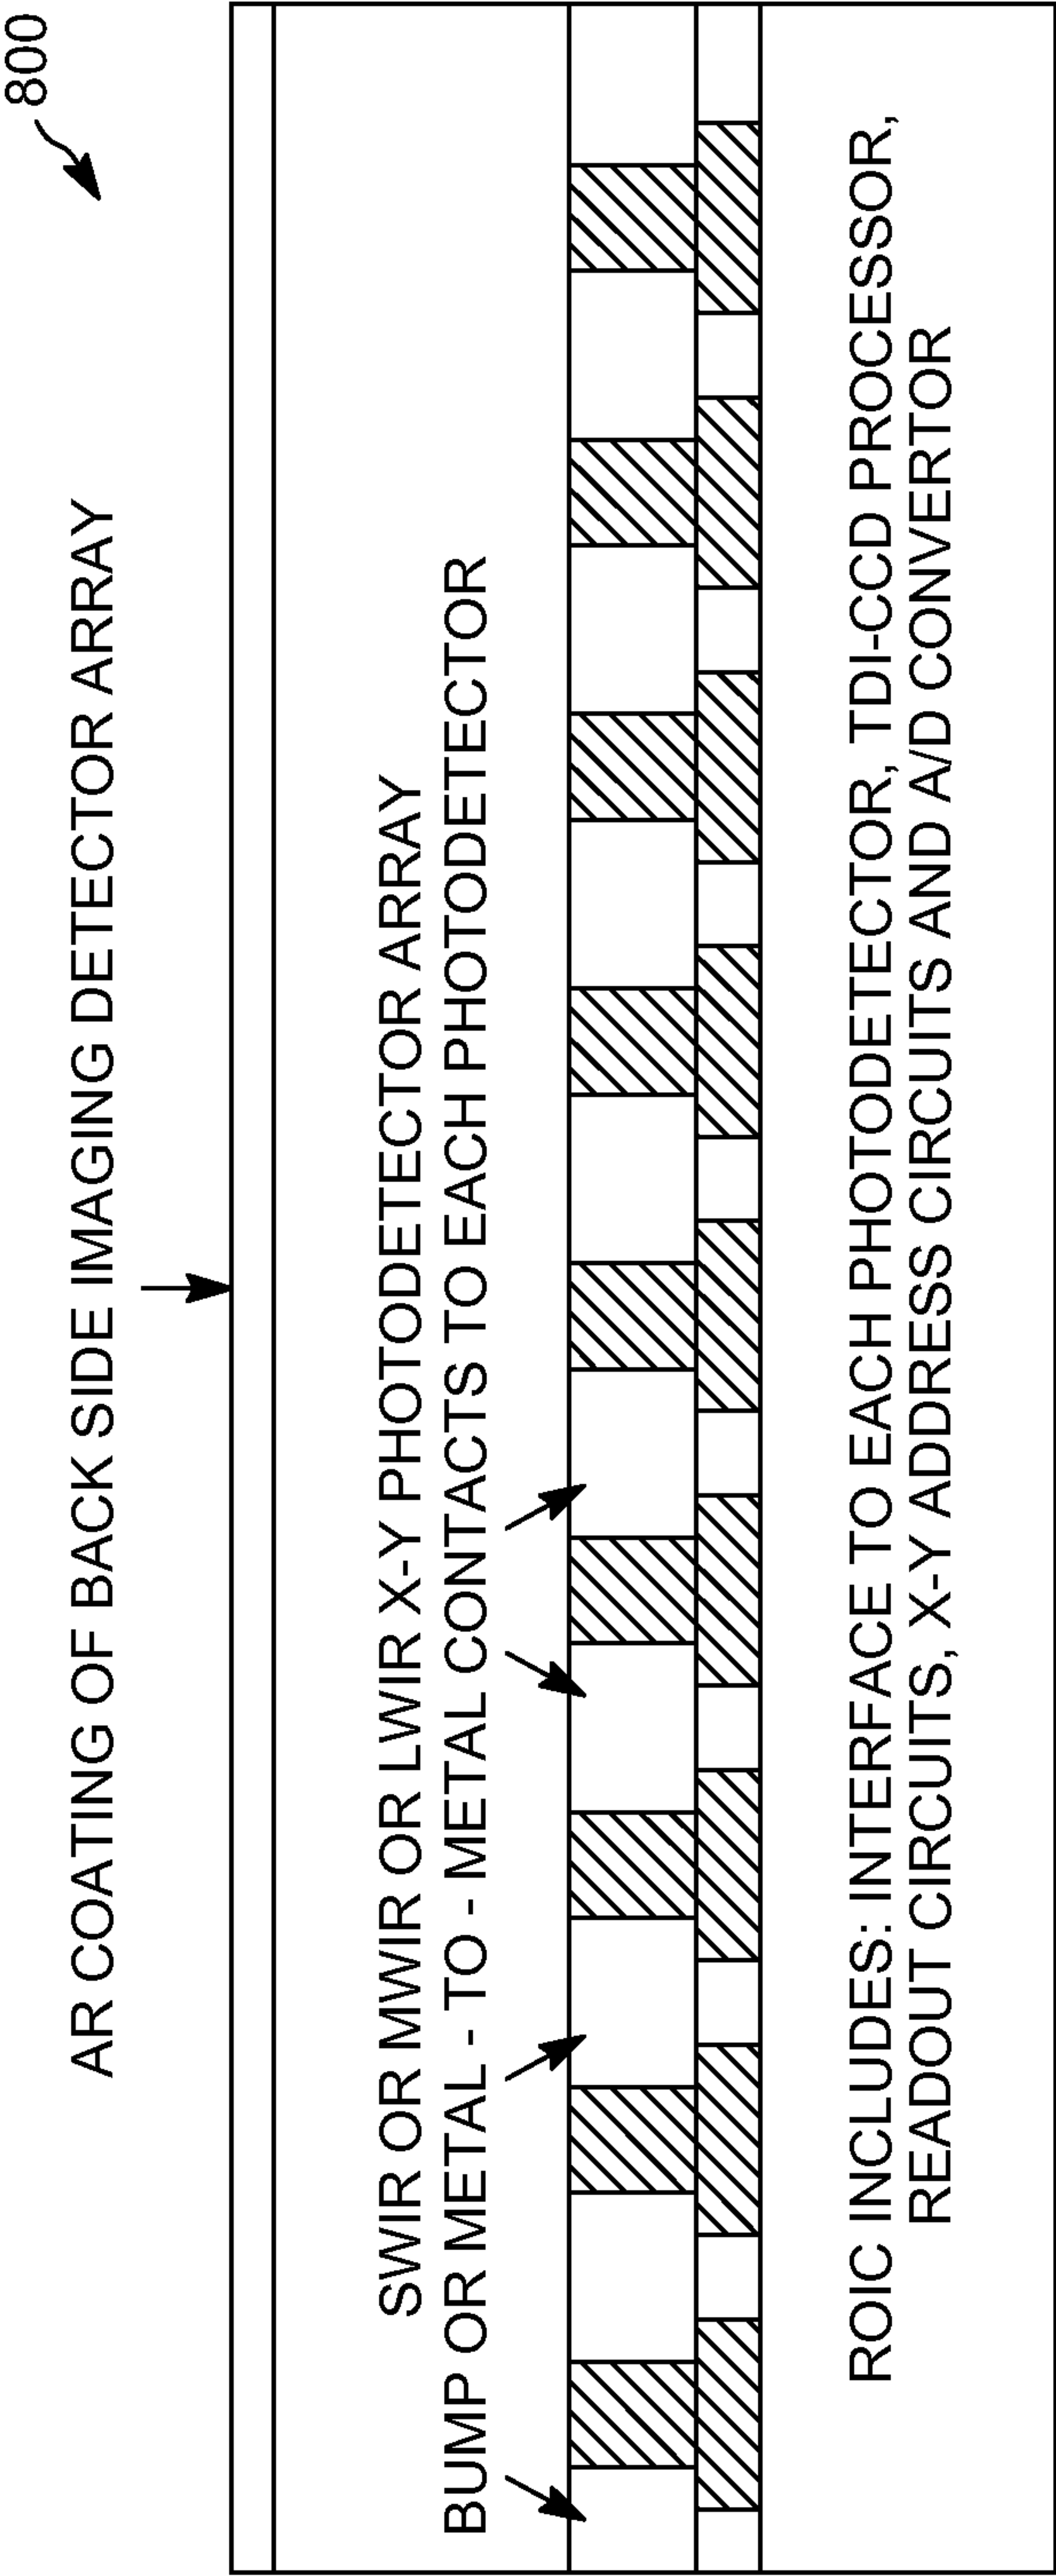 800
AR COATING OF BACK SIDE IMAGING DETECTOR ARRAY
SWIR OR MWIR OR LWIR X-Y PHOTODETECTOR ARRAY
BUMP OR METAL - TO - METAL CONTACTS TO EACH PHOTODETECTOR
ROIC INCLUDES: INTERFACE TO EACH PHOTODETECTOR, TDI-CCD PROCESSOR,
READOUT CIRCUITS, X-Y ADDRESS CIRCUITS AND A/D CONVERTOR